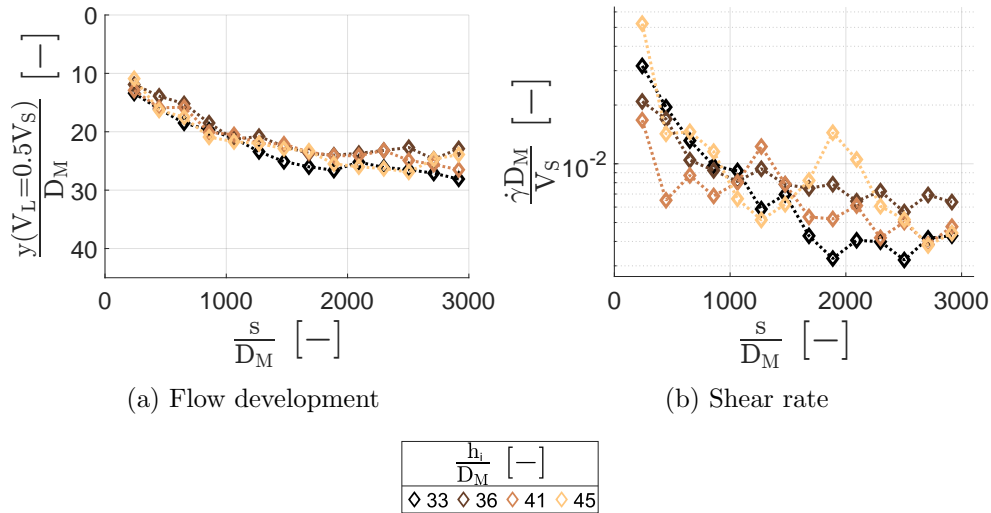 y(V_L=0.5V_S)
D_M
[—]
0
10
20
30
40
0
1000
2000
3000
s
D_M
[—]
(a) Flow development
γ̇D_M
V_S
[—]
10^-2
0
1000
2000
3000
s
D_M
[—]
(b) Shear rate
h_i
D_M
[—]
33 36 41 45